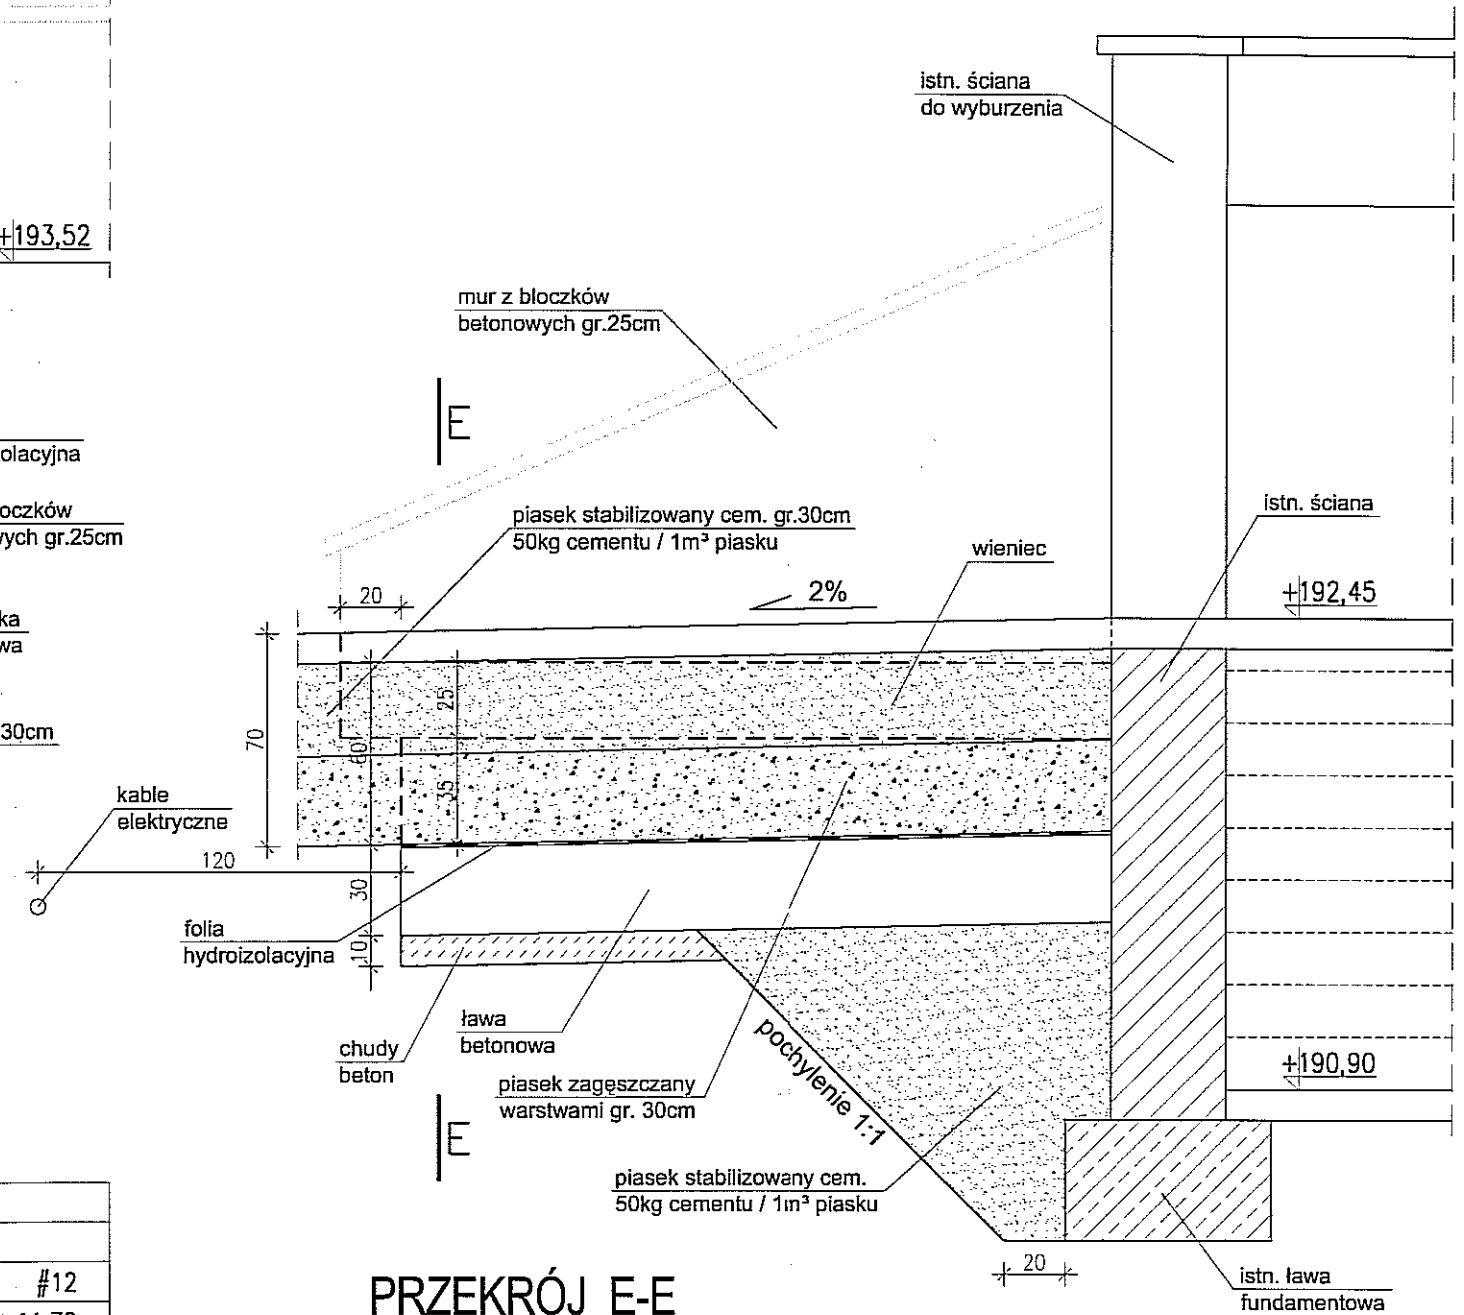 +193,52
istn. ściana
do wyburzenia
mur z bloczków
betonowych gr.25cm
E
olacyjna
oczków
ych gr.25cm
piasek stabilizowany cem. gr.30cm
50kg cementu / 1m³ piasku
istn. ściana
wieniec
2%
+192,45
20
ka
wa
30cm
70
60
25
35
kable
elektryczne
120
30
10
folia
hydroizolacyjna
ława
betonowa
chudy
beton
piasek zagęszczany
warstwami gr. 30cm
pochylenie 1:1
+190,90
E
piasek stabilizowany cem.
50kg cementu / 1m³ piasku
20
istn. ława
fundamentowa
#12
PRZEKRÓJ E-E